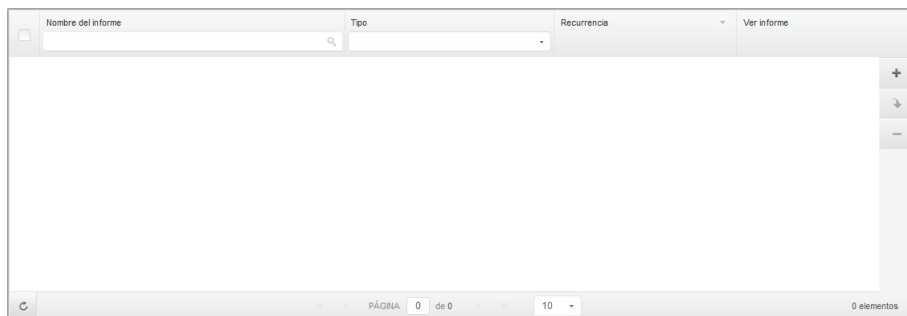 Nombre del informe Tipo Recurrencia Ver informe
PÁGINA 0 de 0 10 0 elementos